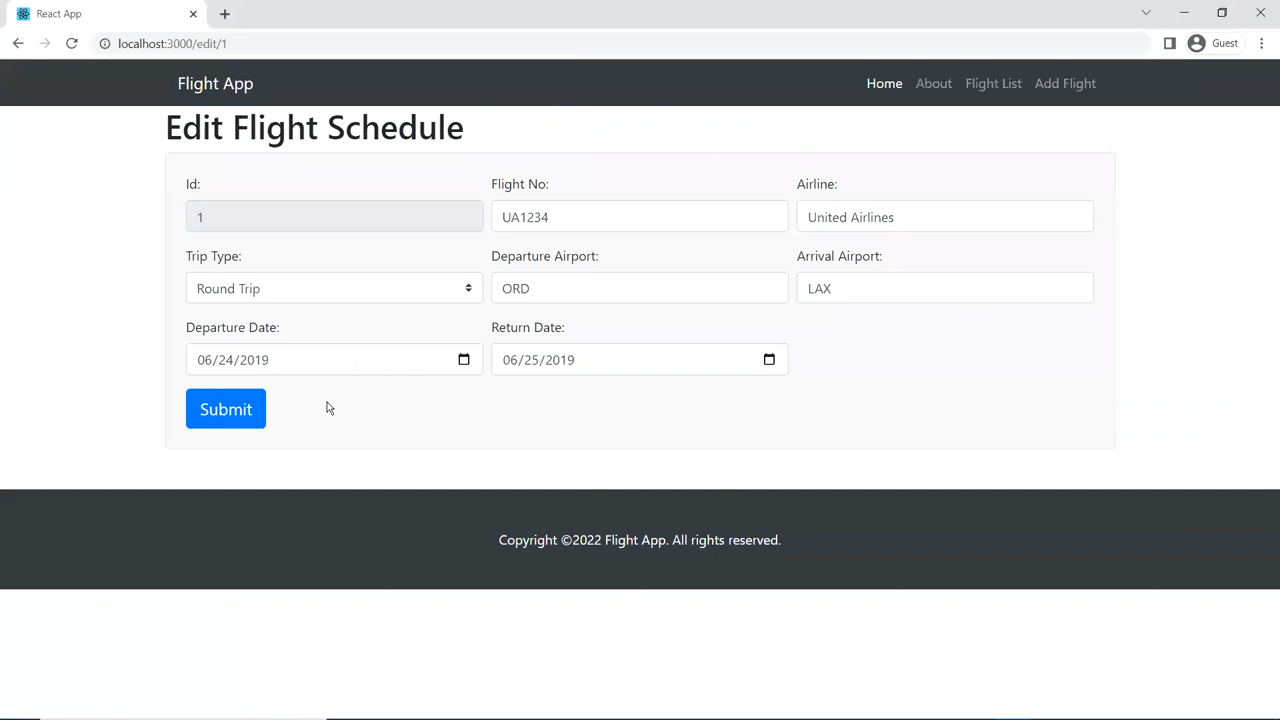 React App
localhost:3000/edit/1
Guest
Flight App
Home About Flight List Add Flight
Edit Flight Schedule
Id: Flight No: Airline:
1 UA1234 United Airlines
Trip Type: Departure Airport: Arrival Airport:
Round Trip ORD LAX
Departure Date: Return Date:
06/24/2019 06/25/2019
Submit
Copyright ©2022 Flight App. All rights reserved.